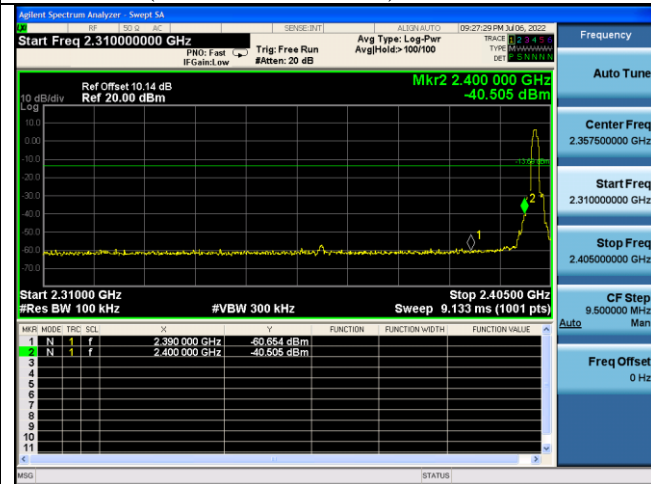 Agilent Spectrum Analyzer - Swept SA
RF 50 Ω AC SENSE:INT ALIGN AUTO 09:27:29 PM Jul 06, 2022
Start Freq 2.310000000 GHz
PNO: Fast
IFGain:Low
Trig: Free Run
#Atten: 20 dB
Avg Type: Log-Pwr
Avg|Hold:> 100/100
TRACE 1 2 3 4 5 6
TYPE M
DET P S N N N N
Ref Offset 10.14 dB
10 dB/div Ref 20.00 dBm
Log
Mkr2 2.400 000 GHz
-40.505 dBm
10.0
0.00
-10.0
-20.0
-30.0
-40.0
-50.0
-60.0
-70.0
-13.69 dBm
1
2
Start 2.31000 GHz Stop 2.40500 GHz
#Res BW 100 kHz #VBW 300 kHz Sweep 9.133 ms (1001 pts)
MKR MODE TRC SCL X Y FUNCTION FUNCTION WIDTH FUNCTION VALUE
1 N 1 f 2.390 000 GHz -60.654 dBm
2 N 1 f 2.400 000 GHz -40.505 dBm
3
4
5
6
7
8
9
10
11
MSG STATUS
Frequency
Auto Tune
Center Freq
2.357500000 GHz
Start Freq
2.310000000 GHz
Stop Freq
2.405000000 GHz
CF Step
9.500000 MHz
Auto Man
Freq Offset
0 Hz